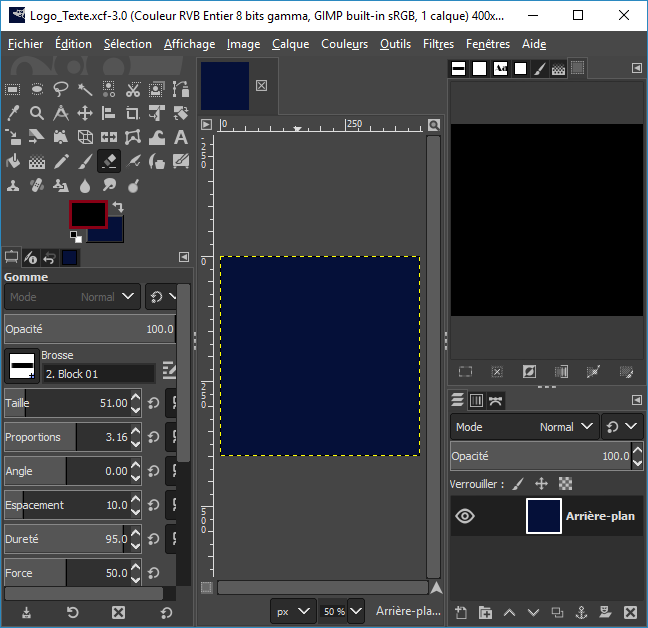 Logo_Texte.xcf-3.0 (Couleur RVB Entier 8 bits gamma, GIMP built-in sRGB, 1 calque) 400x...
Fichier Édition Sélection Affichage Image Calque Couleurs Outils Filtres Fenêtres Aide
Aa
A
0 250
-250
0
250
500
Gomme
Mode Normal
Opacité 100.0
Brosse
2. Block 01
Taille 51.00
Proportions 3.16
Angle 0.00
Espacement 10.0
Dureté 95.0
Force 50.0
px 50 % Arrière-pla...
Mode Normal
Opacité 100.0
Verrouiller :
Arrière-plan